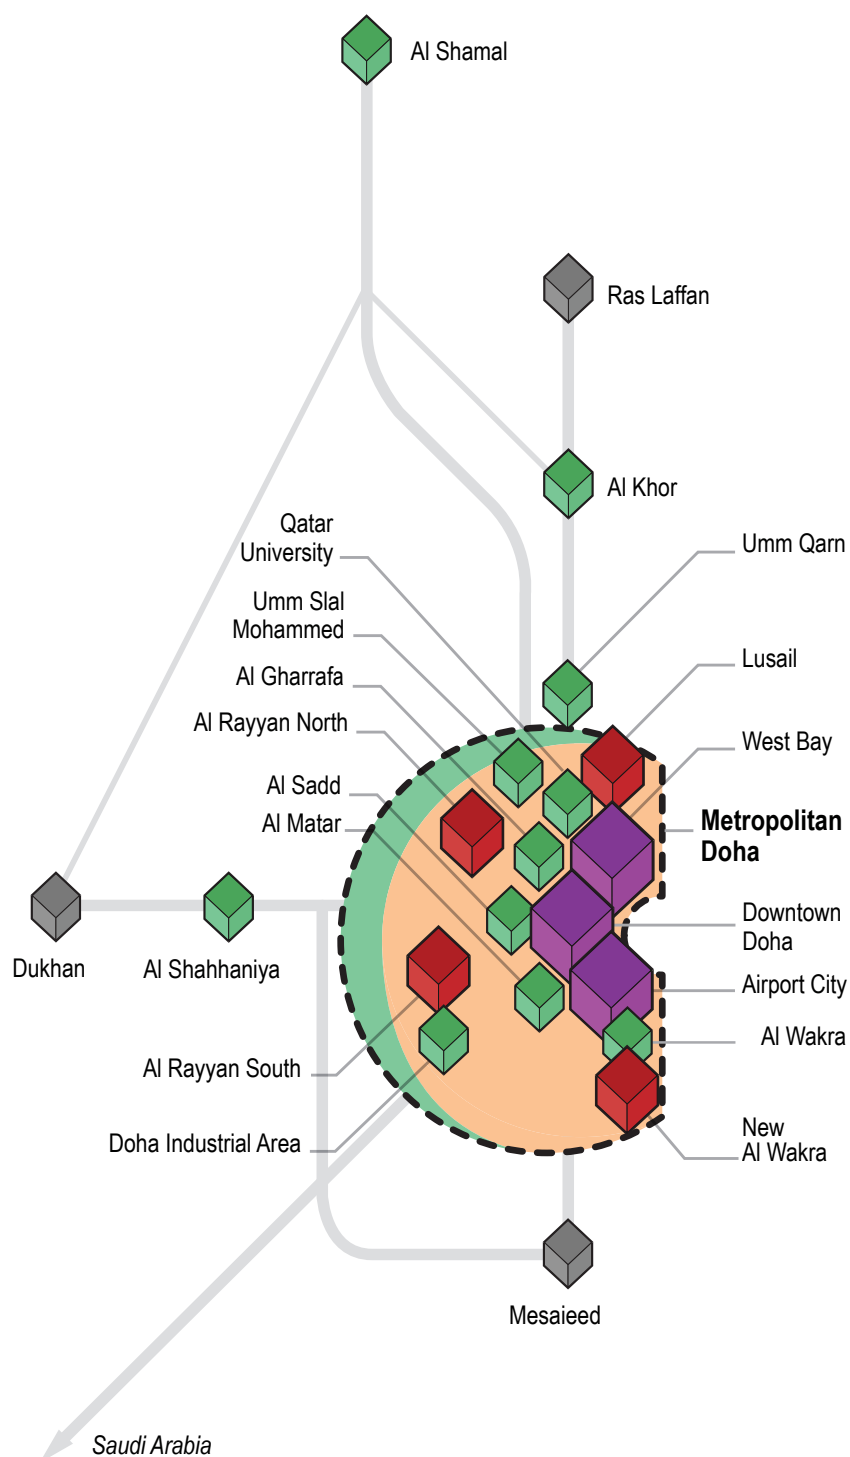 Al Shamal
Ras Laffan
Al Khor
Qatar
University
Umm Qarn
Umm Slal
Mohammed
Lusail
Al Gharrafa
Al Rayyan North
West Bay
Al Sadd
Al Matar
Metropolitan
Doha
Downtown
Doha
Dukhan
Al Shahhaniya
Airport City
Al Wakra
Al Rayyan South
Doha Industrial Area
New
Al Wakra
Mesaieed
Saudi Arabia